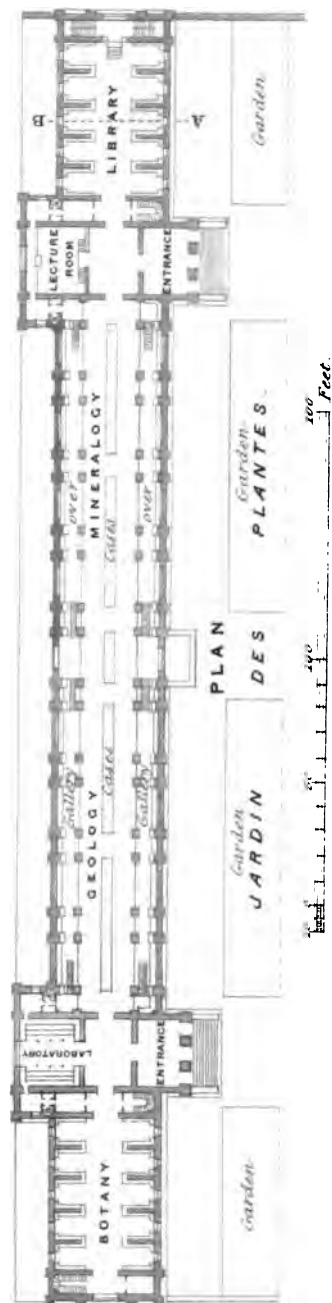 BOTANY
LABORATORY
ENTRANCE
GEOLOGY
Gallery
Cases
Gallery
MINERALOGY
over
Cases
over
LECTURE
ROOM
ENTRANCE
LIBRARY
B
A
PLAN
Garden
Garden
Garden
Garden
JARDIN DES PLANTES
100
Feet